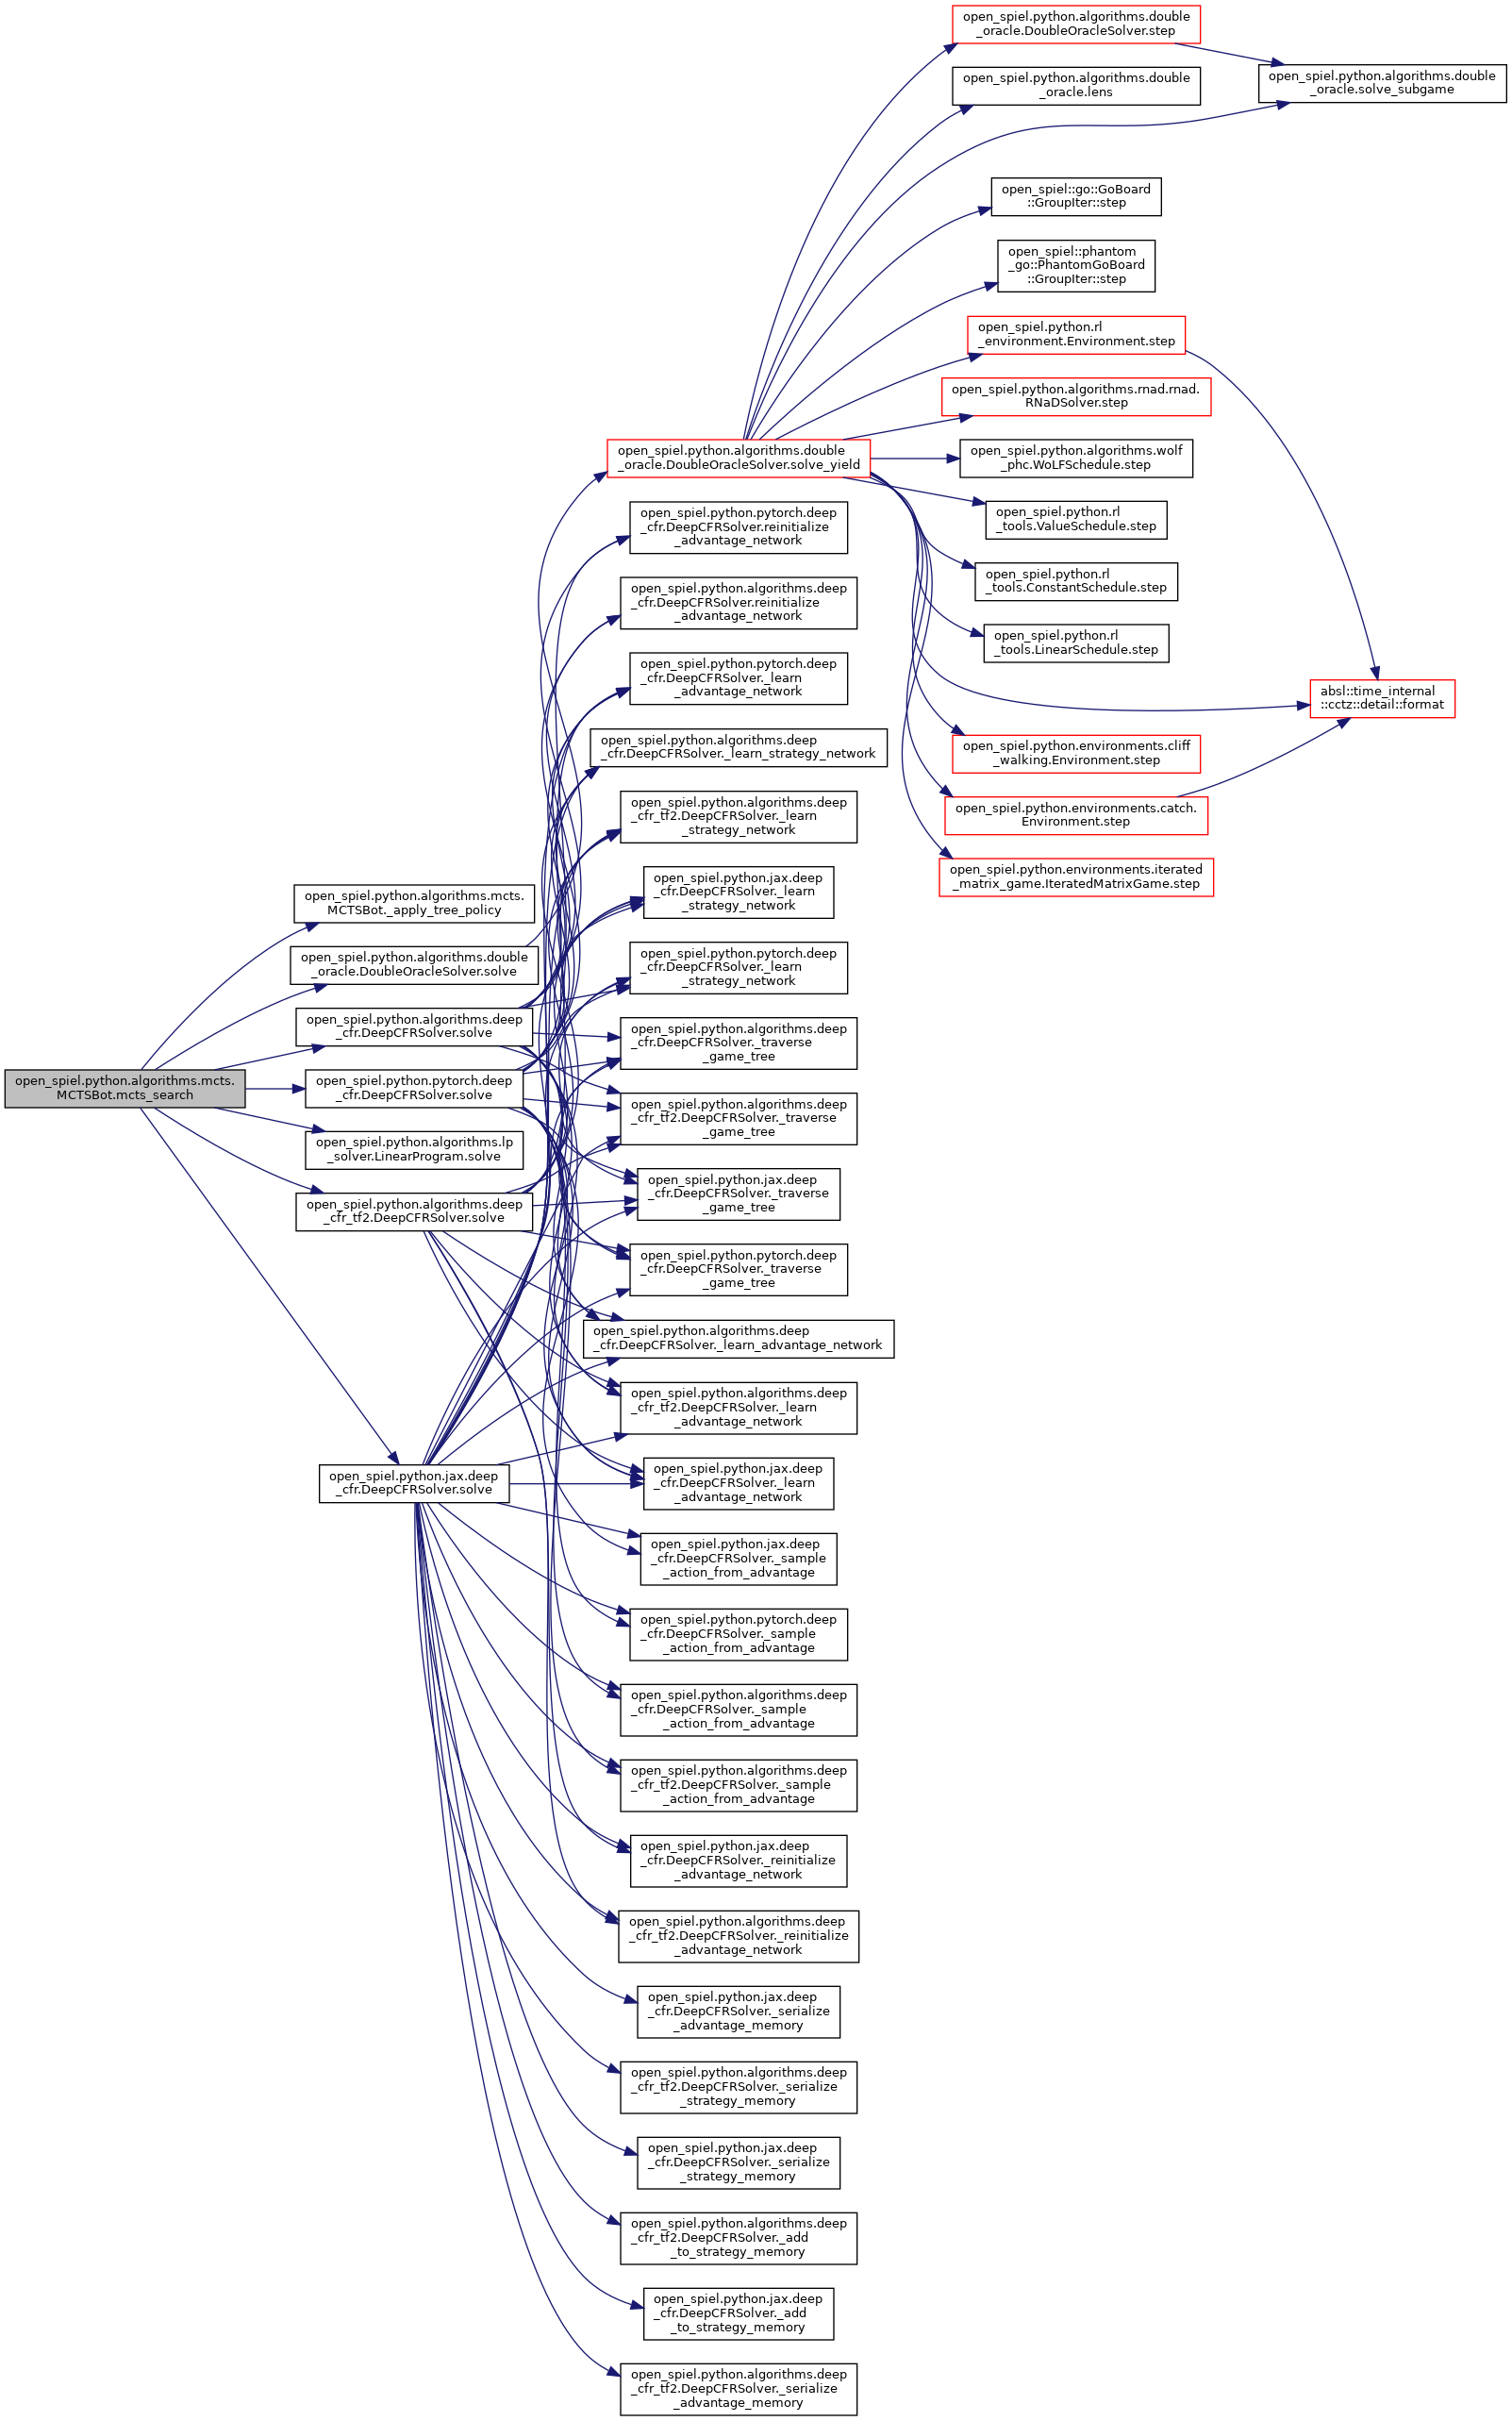 open_spiel.python.algorithms.mcts.
MCTSBot.mcts_search
open_spiel.python.algorithms.mcts.
MCTSBot._apply_tree_policy
open_spiel.python.algorithms.double
_oracle.DoubleOracleSolver.solve
open_spiel.python.algorithms.deep
_cfr.DeepCFRSolver.solve
open_spiel.python.pytorch.deep
_cfr.DeepCFRSolver.solve
open_spiel.python.algorithms.lp
_solver.LinearProgram.solve
open_spiel.python.algorithms.deep
_cfr_tf2.DeepCFRSolver.solve
open_spiel.python.jax.deep
_cfr.DeepCFRSolver.solve
open_spiel.python.algorithms.double
_oracle.DoubleOracleSolver.solve_yield
open_spiel.python.pytorch.deep
_cfr.DeepCFRSolver.reinitialize
_advantage_network
open_spiel.python.algorithms.deep
_cfr.DeepCFRSolver.reinitialize
_advantage_network
open_spiel.python.pytorch.deep
_cfr.DeepCFRSolver._learn
_advantage_network
open_spiel.python.algorithms.deep
_cfr.DeepCFRSolver._learn_strategy_network
open_spiel.python.algorithms.deep
_cfr_tf2.DeepCFRSolver._learn
_strategy_network
open_spiel.python.jax.deep
_cfr.DeepCFRSolver._learn
_strategy_network
open_spiel.python.pytorch.deep
_cfr.DeepCFRSolver._learn
_strategy_network
open_spiel.python.algorithms.deep
_cfr.DeepCFRSolver._traverse
_game_tree
open_spiel.python.algorithms.deep
_cfr_tf2.DeepCFRSolver._traverse
_game_tree
open_spiel.python.jax.deep
_cfr.DeepCFRSolver._traverse
_game_tree
open_spiel.python.pytorch.deep
_cfr.DeepCFRSolver._traverse
_game_tree
open_spiel.python.algorithms.deep
_cfr.DeepCFRSolver._learn_advantage_network
open_spiel.python.algorithms.deep
_cfr_tf2.DeepCFRSolver._learn
_advantage_network
open_spiel.python.jax.deep
_cfr.DeepCFRSolver._learn
_advantage_network
open_spiel.python.jax.deep
_cfr.DeepCFRSolver._sample
_action_from_advantage
open_spiel.python.pytorch.deep
_cfr.DeepCFRSolver._sample
_action_from_advantage
open_spiel.python.algorithms.deep
_cfr.DeepCFRSolver._sample
_action_from_advantage
open_spiel.python.algorithms.deep
_cfr_tf2.DeepCFRSolver._sample
_action_from_advantage
open_spiel.python.jax.deep
_cfr.DeepCFRSolver._reinitialize
_advantage_network
open_spiel.python.algorithms.deep
_cfr_tf2.DeepCFRSolver._reinitialize
_advantage_network
open_spiel.python.jax.deep
_cfr.DeepCFRSolver._serialize
_advantage_memory
open_spiel.python.algorithms.deep
_cfr_tf2.DeepCFRSolver._serialize
_strategy_memory
open_spiel.python.jax.deep
_cfr.DeepCFRSolver._serialize
_strategy_memory
open_spiel.python.algorithms.deep
_cfr_tf2.DeepCFRSolver._add
_to_strategy_memory
open_spiel.python.jax.deep
_cfr.DeepCFRSolver._add
_to_strategy_memory
open_spiel.python.algorithms.deep
_cfr_tf2.DeepCFRSolver._serialize
_advantage_memory
open_spiel.python.algorithms.double
_oracle.DoubleOracleSolver.step
open_spiel.python.algorithms.double
_oracle.lens
open_spiel::go::GoBoard
::GroupIter::step
open_spiel::phantom
_go::PhantomGoBoard
::GroupIter::step
open_spiel.python.rl
_environment.Environment.step
open_spiel.python.algorithms.rnad.rnad.
RNaDSolver.step
open_spiel.python.algorithms.wolf
_phc.WoLFSchedule.step
open_spiel.python.rl
_tools.ValueSchedule.step
open_spiel.python.rl
_tools.ConstantSchedule.step
open_spiel.python.rl
_tools.LinearSchedule.step
open_spiel.python.environments.cliff
_walking.Environment.step
open_spiel.python.environments.catch.
Environment.step
open_spiel.python.environments.iterated
_matrix_game.IteratedMatrixGame.step
open_spiel.python.algorithms.double
_oracle.solve_subgame
absl::time_internal
::cctz::detail::format